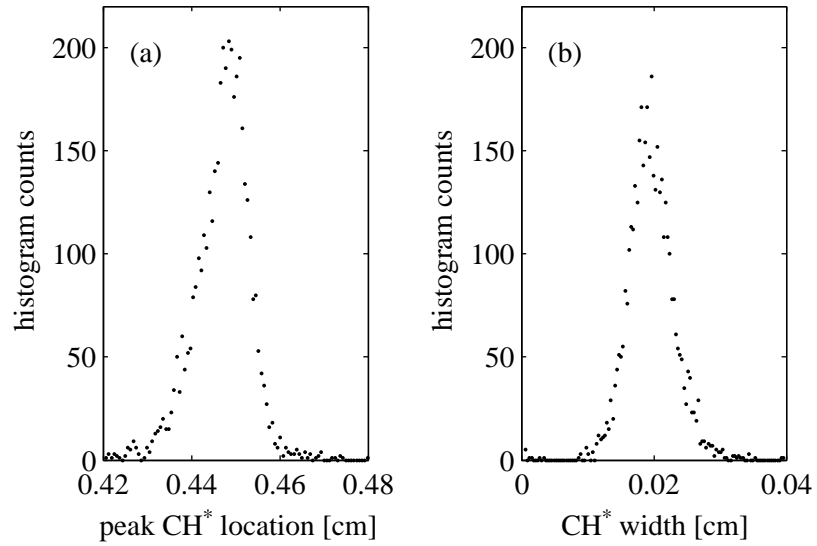 (a)
histogram counts
200
150
100
50
0
0.42 0.44 0.46 0.48
peak CH* location [cm]
(b)
histogram counts
200
150
100
50
0
0 0.02 0.04
CH* width [cm]